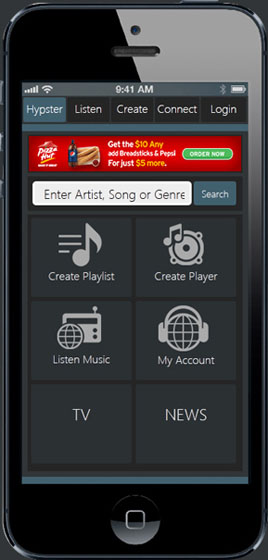 9:41 AM
Hypster Listen Create Connect Login
Pizza Hut
Get the $10 Any
add Breadsticks & Pepsi
For just $5 more.
ORDER NOW
Enter Artist, Song or Genre Search
Create Playlist Create Player
Listen Music My Account
TV NEWS